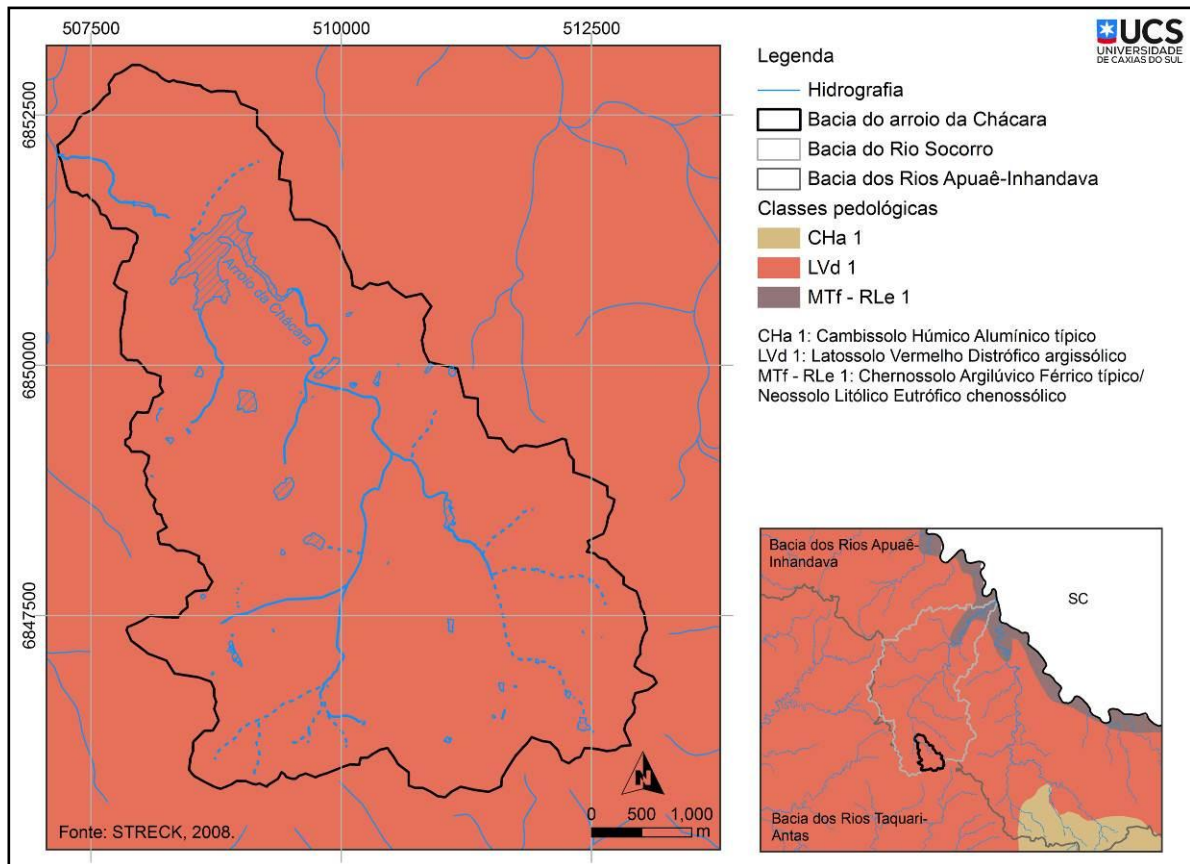 507500
510000
512500
6852500
6850000
6847500
Arroio da Chácara
Fonte: STRECK, 2008.
N
0 500 1,000
m
UCS
UNIVERSIDADE
DE CAXIAS DO SUL
Legenda
Hidrografia
Bacia do arroio da Chácara
Bacia do Rio Socorro
Bacia dos Rios Apuaê-Inhandava
Classes pedológicas
CHa 1
LVd 1
MTf - RLe 1
CHa 1: Cambissolo Húmico Alumínico típico
LVd 1: Latossolo Vermelho Distrófico argissólico
MTf - RLe 1: Chernossolo Argilúvico Férrico típico/
Neossolo Litólico Eutrófico chenossólico
Bacia dos Rios Apuaê-
Inhandava
SC
Bacia dos Rios Taquari-
Antas